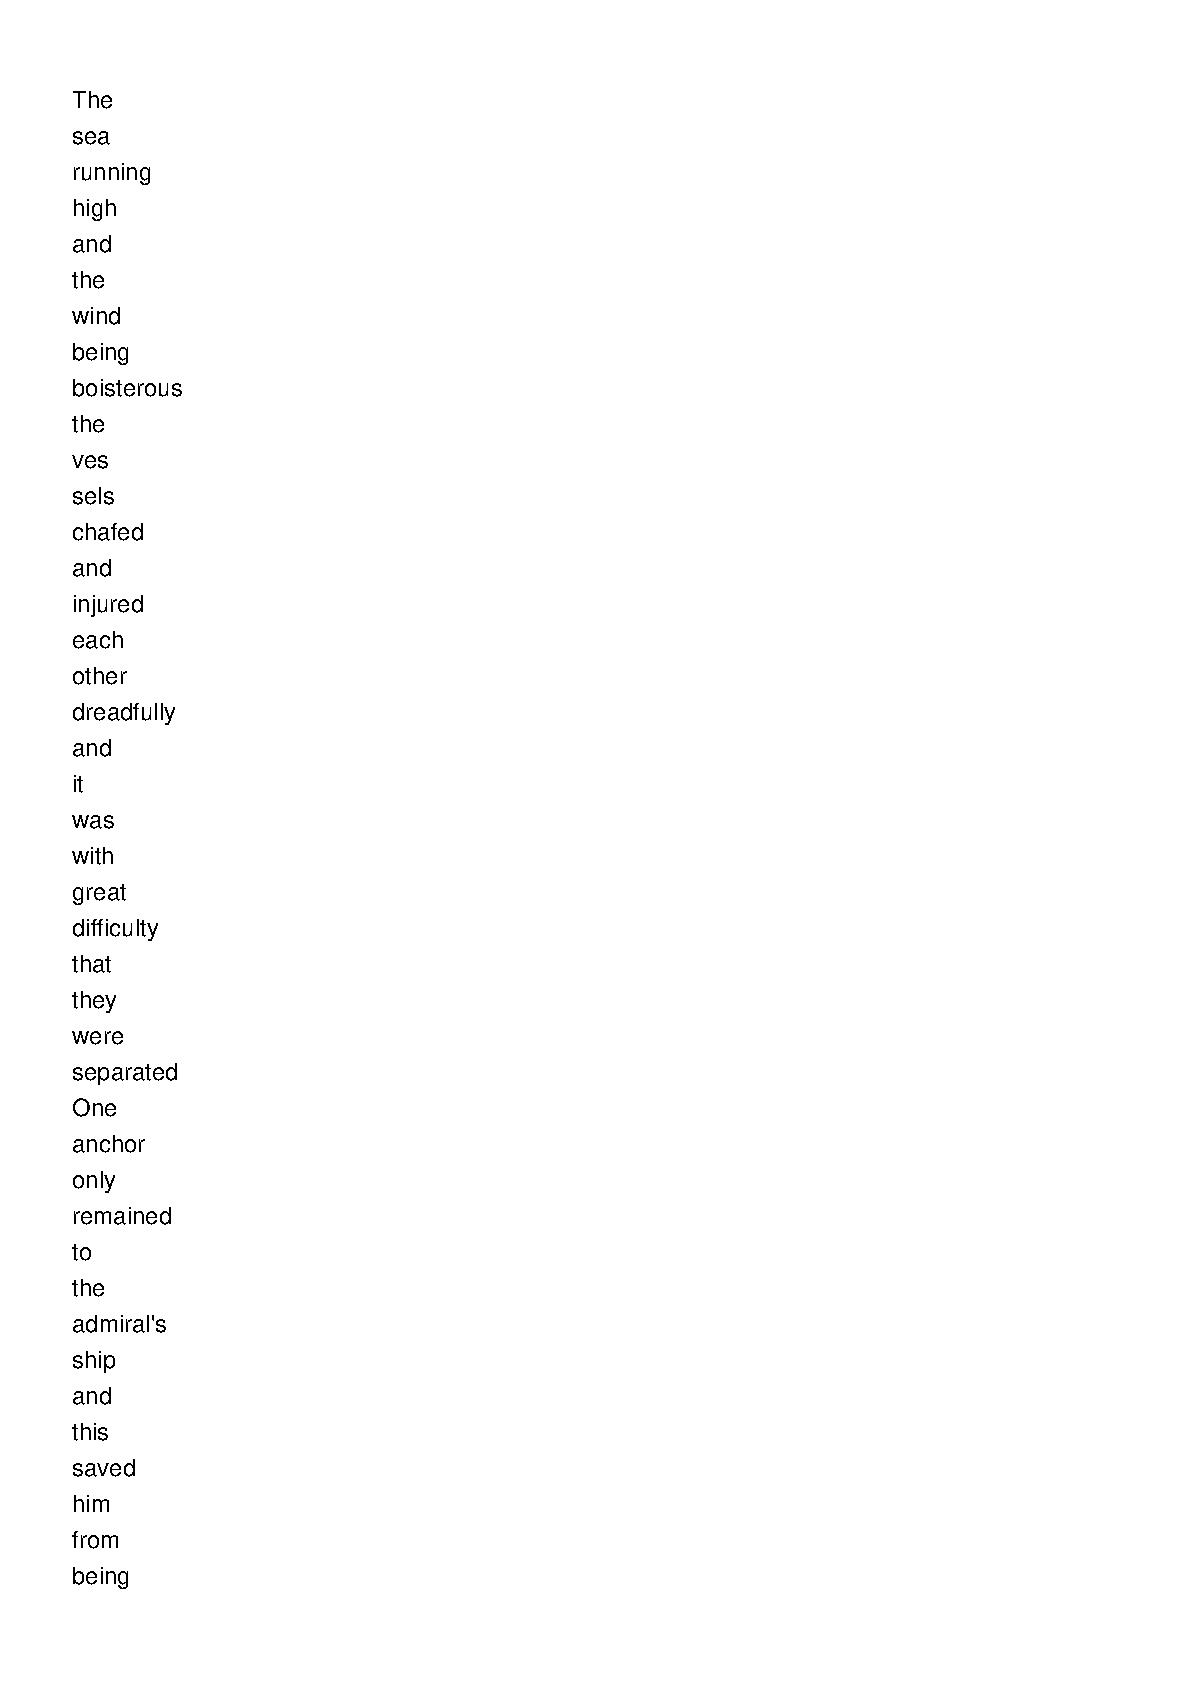 The
sea
running
high
and
the
wind
being
boisterous
the
ves
sels
chafed
and
injured
each
other
dreadfully
and
it
was
with
great
difficulty
that
they
were
separated
One
anchor
only
remained
to
the
admiral's
ship
and
this
saved
him
from
being